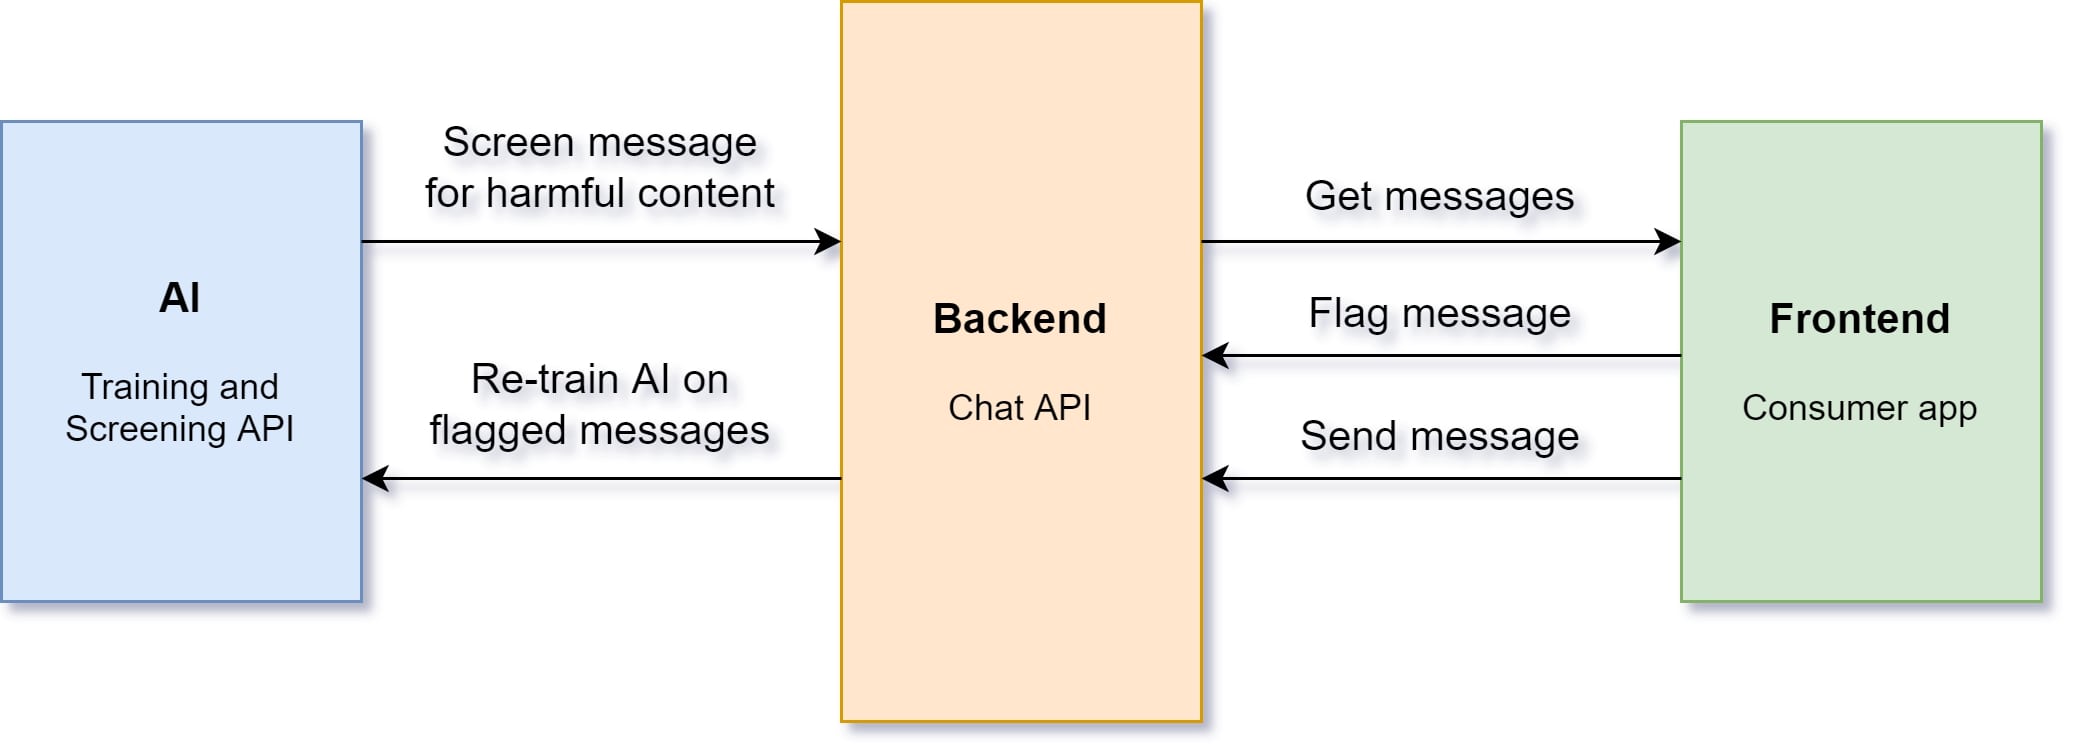 AI
Training and
Screening API
Screen message
for harmful content
Re-train AI on
flagged messages
Backend
Chat API
Get messages
Flag message
Send message
Frontend
Consumer app